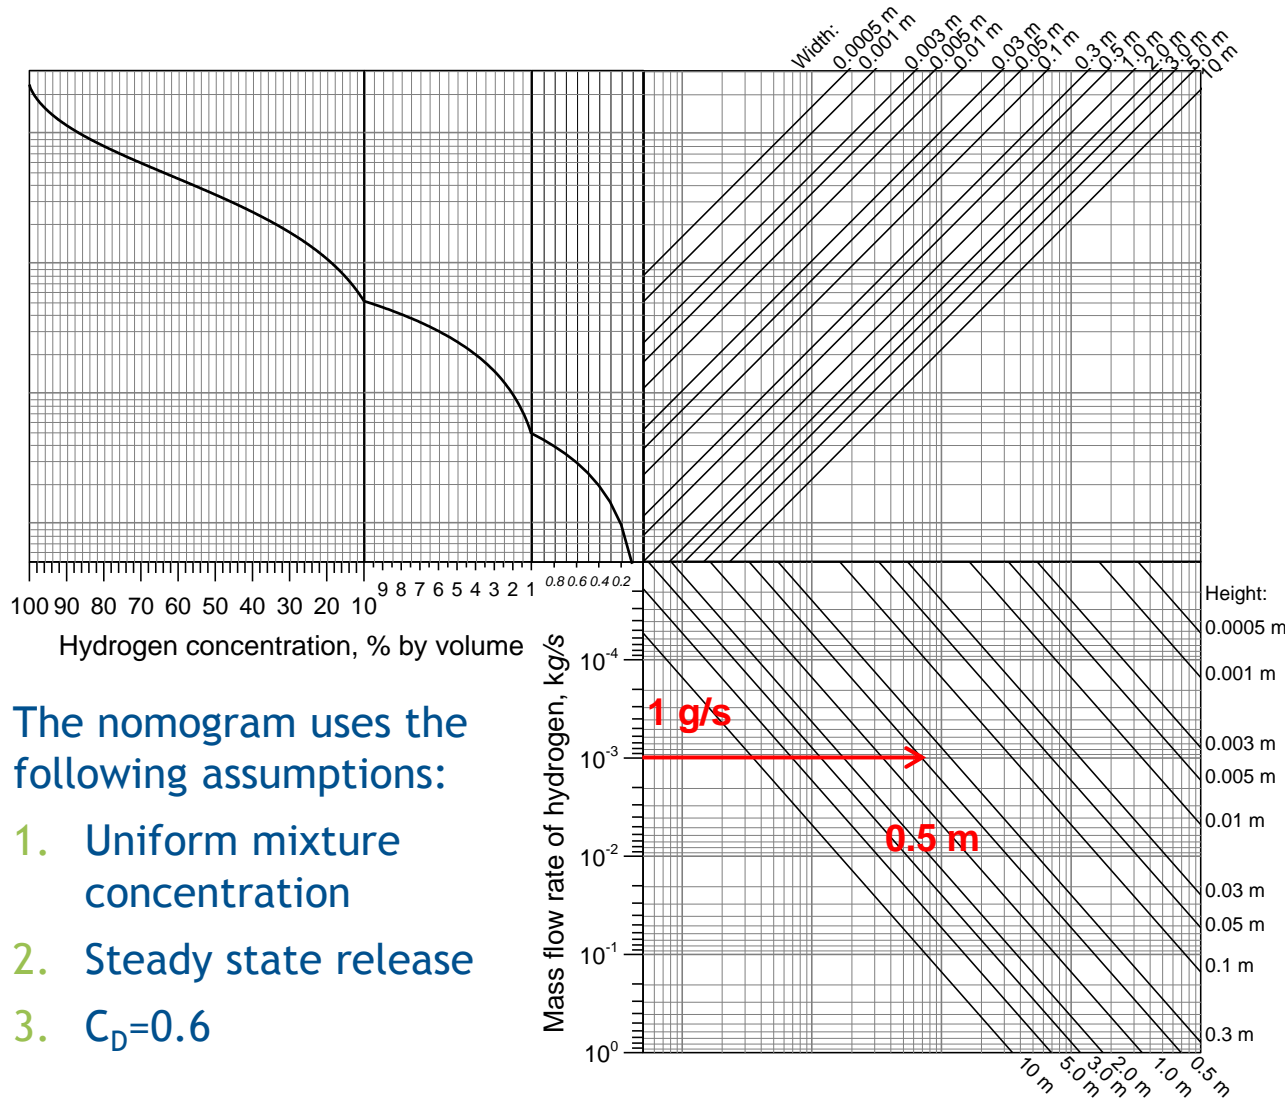 Width:
0.0005 m
0.001 m
0.003 m
0.005 m
0.01 m
0.03 m
0.05 m
0.1 m
0.3 m
0.5 m
1.0 m
2.0 m
3.0 m
5.0 m
10 m
100 90 80 70 60 50 40 30 20 10 9 8 7 6 5 4 3 2 1 0.8 0.6 0.4 0.2
Hydrogen concentration, % by volume
Mass flow rate of hydrogen, kg/s
10⁻⁴
10⁻³
10⁻²
10⁻¹
10⁰
1 g/s
0.5 m
Height:
0.0005 m
0.001 m
0.003 m
0.005 m
0.01 m
0.03 m
0.05 m
0.1 m
0.3 m
0.5 m
1.0 m
2.0 m
3.0 m
5.0 m
10 m
The nomogram uses the
following assumptions:
1. Uniform mixture
concentration
2. Steady state release
3. C_D=0.6